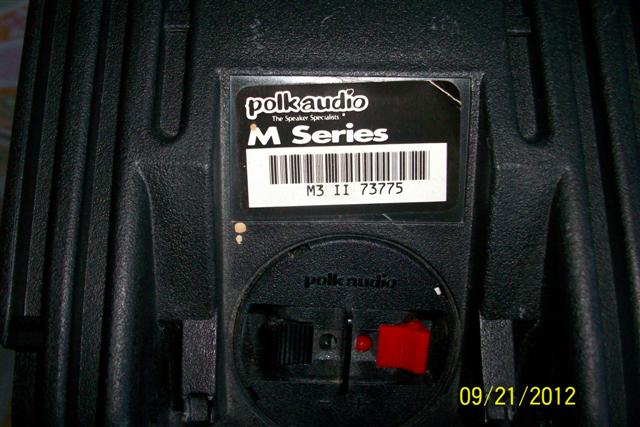 polk audio
The Speaker Specialists®
M Series
M3 II 73775
polk audio
- +
09/21/2012